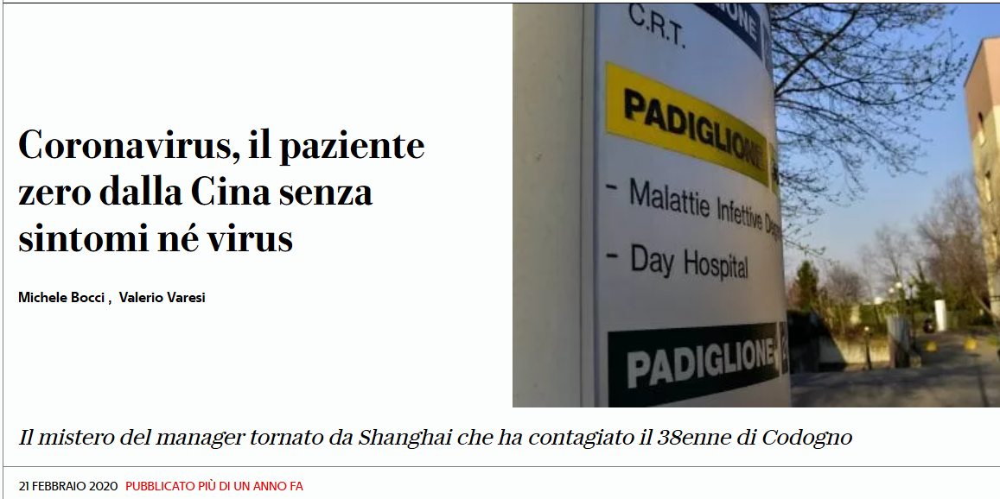 Coronavirus, il paziente
zero dalla Cina senza
sintomi né virus
Michele Bocci , Valerio Varesi
C.R.T.
PADIGLIONE
- Malattie Infettive
- Day Hospital
PADIGLIONE
Il mistero del manager tornato da Shanghai che ha contagiato il 38enne di Codogno
21 FEBBRAIO 2020 PUBBLICATO PIÙ DI UN ANNO FA